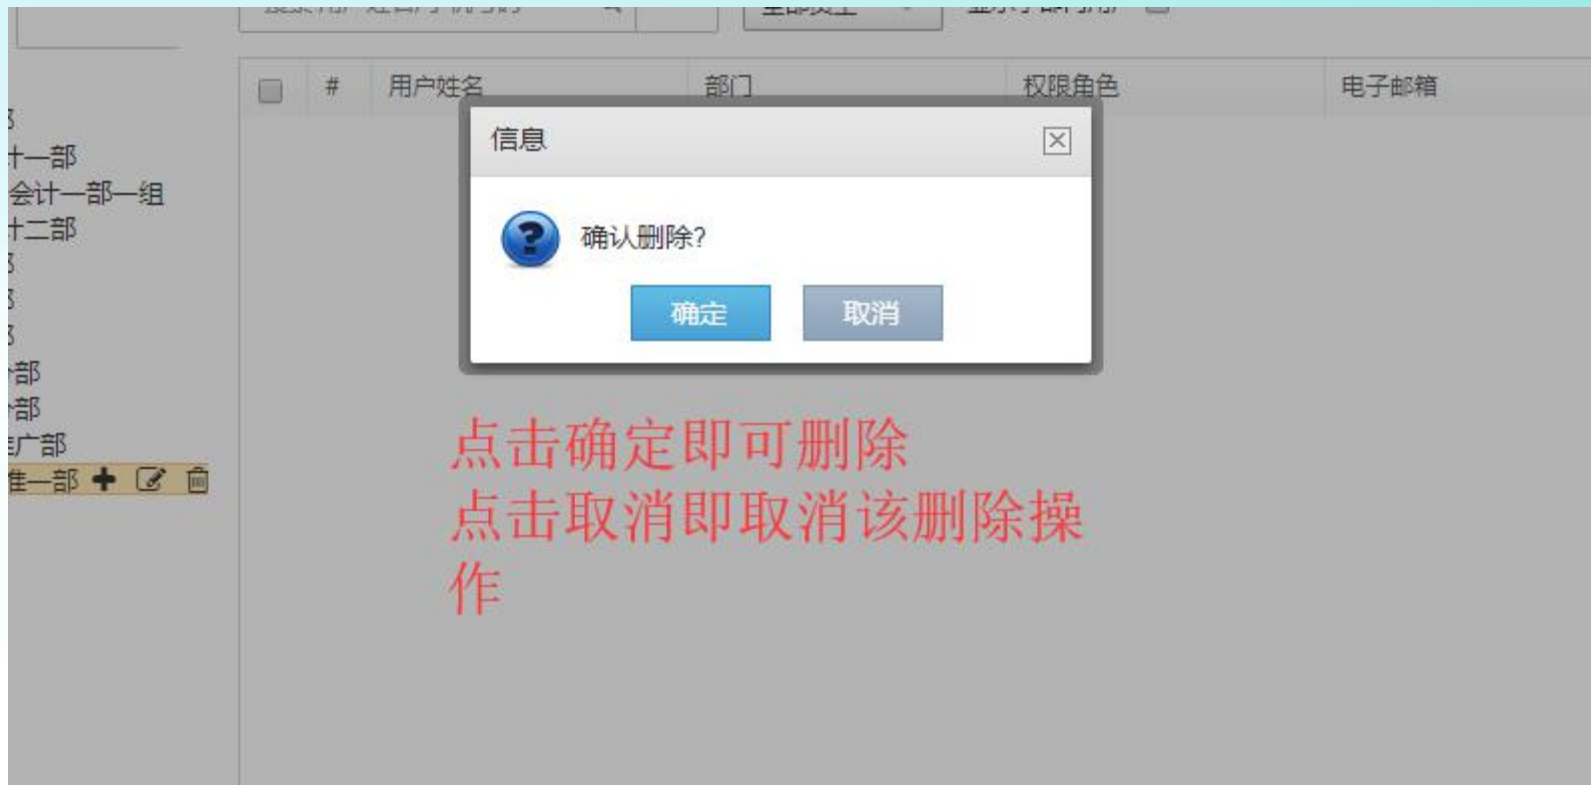 # 用户姓名 部门 权限角色 电子邮箱
信息
确认删除?
确定 取消
十一部
会计一部一组
十二部
部
部
广部
一部
点击确定即可删除
点击取消即取消该删除操
作